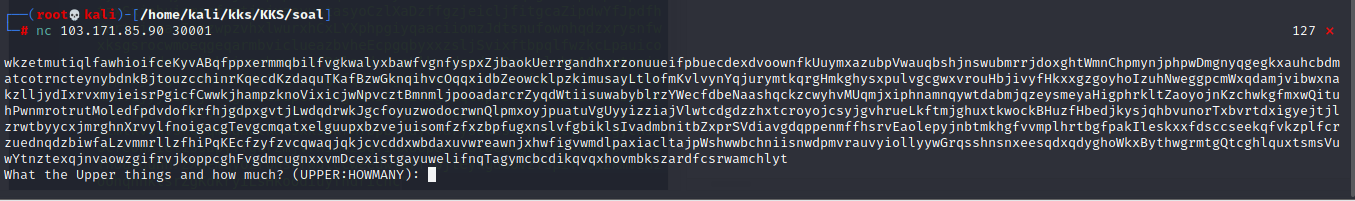 (root💀kali)-[/home/kali/kks/KKS/soal]
# nc 103.171.85.90 30001 127 ⨯
wkzetmutiqlfawhioifceKyvABqfppxermmqbilfvgkwalyxbawfvgnfyspxZjbaokUerrgandhxrzonuueifpbuecdexdvoownfkUuymxazubpVwauqbshjnswubmrrjdoxghtWmnChpmynjphpwDmgnyqgegkxauhcbdm
atcotrncteynybdnkBjtouzcchinrKqecdKzdaquTKafBzwGknqihvcOqqxidbZeowcklpzkimusayLtlofmKvlvynYqjurymtkqrgHmkghysxpulvgcgwxvrouHbjivyfHkxxgzgoyhoIzuhNweggpcmWxqdamjvibwxna
kzlljydIxrvxmyieisrPgicfCwwkjhampzknoVixicjwNpvcztBmnmljpooadarcrZyqdWtiisuwabyblrzYWecfdbeNaashqckzcwyhvMUqmjxiphnamnqywtdabmjqzeysmeyaHigphrkltZaoyojnKzchwkgfmxwQitu
hPwnmrotrutMoledfpdvdofkrfhjgdpxgvtjLwdqdrwkJgcfoyuzwodocrwnQlpmxoyjpuatuVgUyyizziajVlwtcdgdzzhxtcroyojcsyjgvhrueLkftmjghuxtkwockBHuzfHbedjkysjqhbvunorTxbvrtdxigyejtjl
zrwtbyycxjmrghnXrvylfnoigacgTevgcmqatxelguupxbzvejuisomfzfxzbpfugxnslvfgbiklsIvadmbnitbZxprSVdiavgdqppenmffhsrvEaolepyjnbtmkhgfvvmplhrtbgfpakIleskxxfdsccseekqfvkzplfcr
zuednqdzbiwfaLzvmmrllzfhiPqKEcfzyfzvcqwaqjqkjcvcddxwbdaxuvwreawnjxhwfigvwmdlpaxiacltajpWshwwbchniisnwdpmvrauvyiollyywGrqsshnsnxeesqdxqdyghoWkxBythwgrmtgQtcghlquxtsmsVu
wYtnztexqjnvaowzgifrvjkoppcghFvgdmcugnxxvmDcexistgayuwelifnqTagymcbcdikqvqxhovmbkszardfcsrwamchlyt
What the Upper things and how much? (UPPER:HOWMANY):